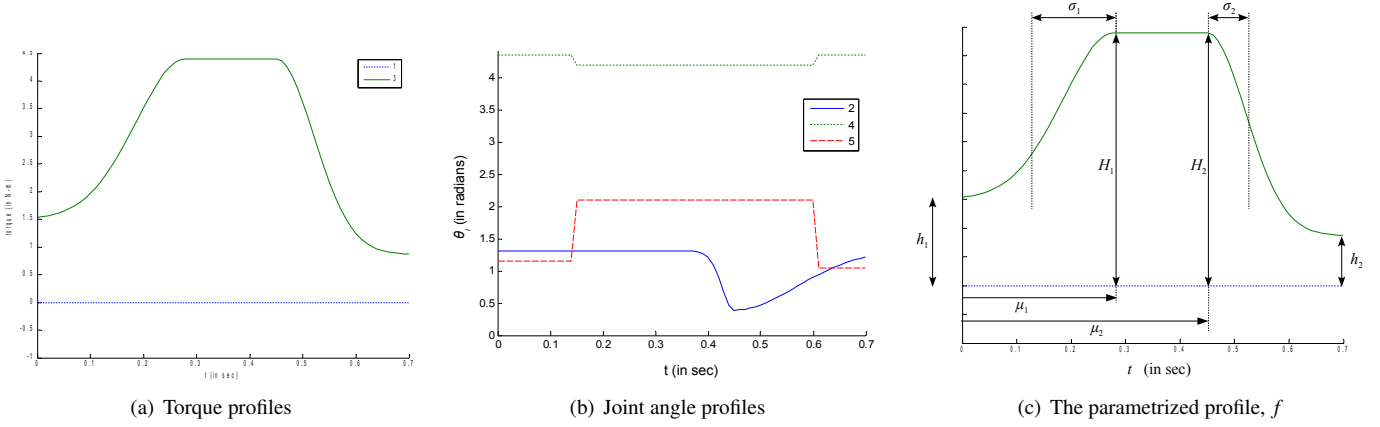 4.5
4
3.5
3
2.5
2
1.5
1
0.5
0
-0.5
-1
torque (in N-m)
0 0.1 0.2 0.3 0.4 0.5 0.6 0.7
t (in sec)
1
3
(a) Torque profiles
4
3.5
3
2.5
2
1.5
1
0.5
0
θi (in radians)
0 0.1 0.2 0.3 0.4 0.5 0.6 0.7
t (in sec)
2
4
5
(b) Joint angle profiles
σ1 σ2
H1 H2
h1
h2
μ1
μ2
0 0.1 0.2 0.3 0.4 0.5 0.6 0.7
t (in sec)
(c) The parametrized profile, f